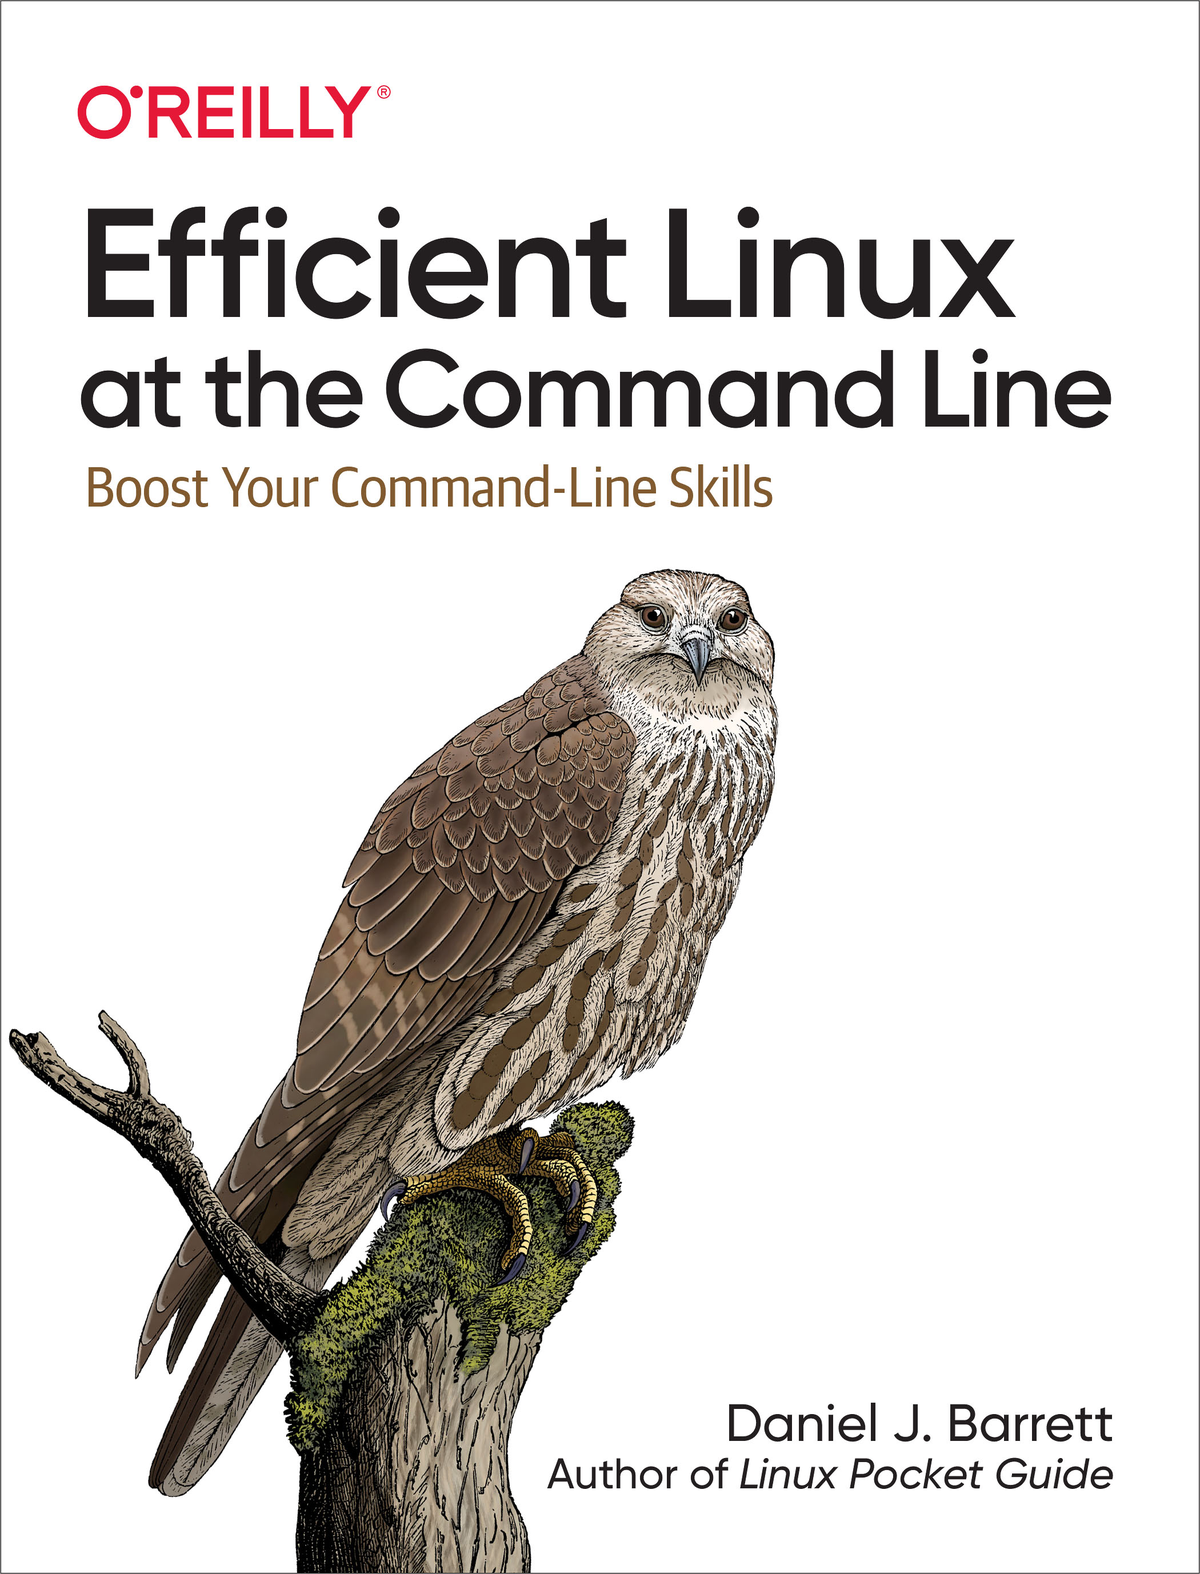 O'REILLY®
Efficient Linux
at the Command Line
Boost Your Command-Line Skills
Daniel J. Barrett
Author of Linux Pocket Guide